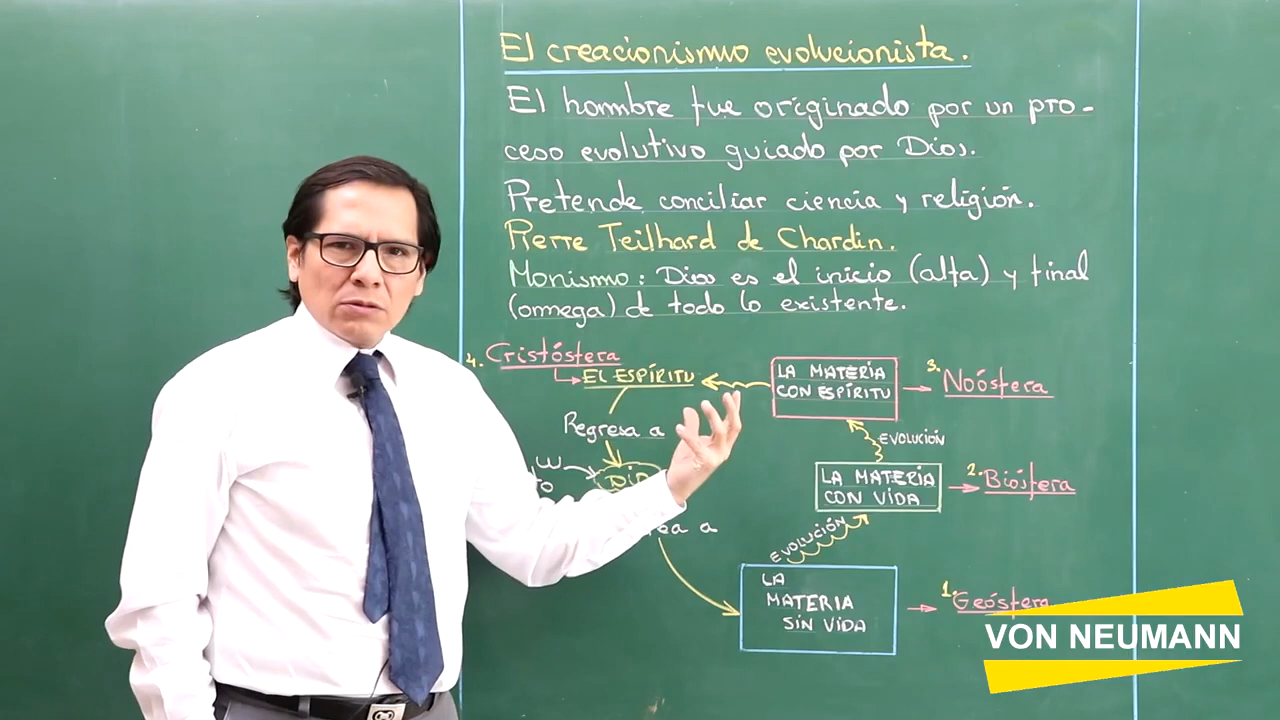 El creacionismo evolucionista.
El hombre fue originado por un pro-
ceso evolutivo guiado por Dios.
Pretende conciliar ciencia y religión.
Pierre Teilhard de Chardin.
Monismo: Dios es el inicio (alfa) y final
(omega) de todo lo existente.
4. Cristósfera
EL ESPÍRITU
LA MATERIA
CON ESPÍRITU
3. Noósfera
Regresa a
EVOLUCIÓN
W
LA MATERIA
CON VIDA
2. Biósfera
EVOLUCIÓN
LA
MATERIA
SIN VIDA
1. Geósfera
VON NEUMANN